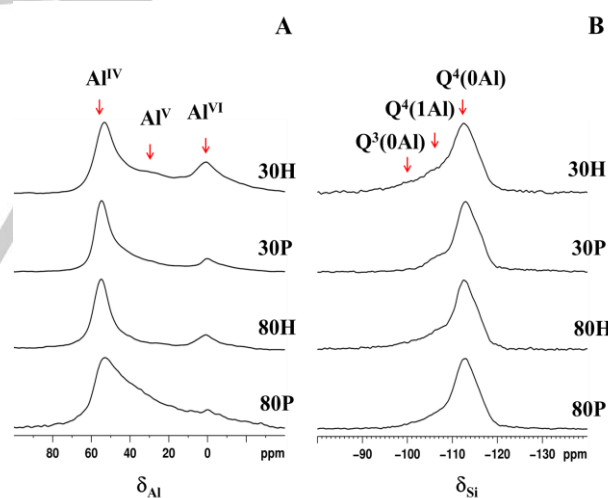 A
B
Al^IV
Al^V
Al^VI
Q^4(0Al)
Q^4(1Al)
Q^3(0Al)
30H
30H
30P
30P
80H
80H
80P
80P
80 60 40 20 0 ppm
−90 −100 −110 −120 −130 ppm
δ_Al
δ_Si